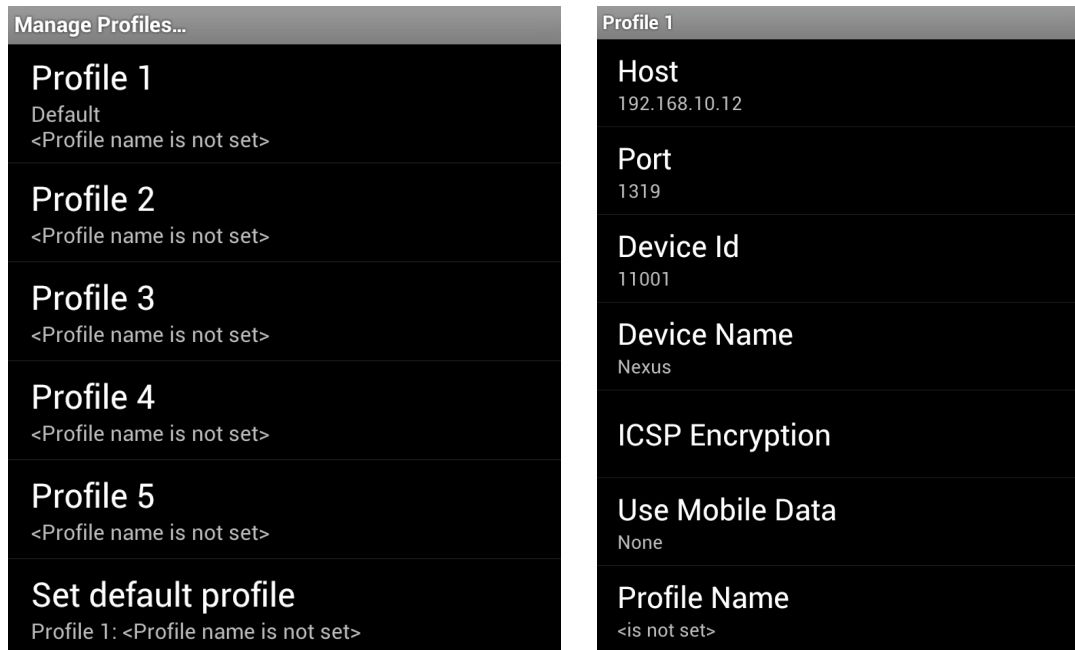 Manage Profiles...
Profile 1
Default
<Profile name is not set>
Profile 2
<Profile name is not set>
Profile 3
<Profile name is not set>
Profile 4
<Profile name is not set>
Profile 5
<Profile name is not set>
Set default profile
Profile 1: <Profile name is not set>
Profile 1
Host
192.168.10.12
Port
1319
Device Id
11001
Device Name
Nexus
ICSP Encryption
Use Mobile Data
None
Profile Name
<is not set>